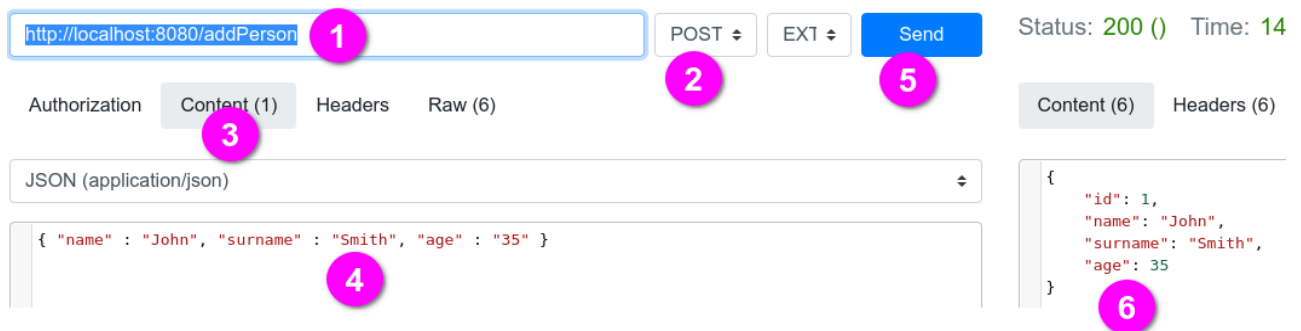 http://localhost:8080/addPerson 1 POST EXT Send Status: 200 () Time: 14
2 5
Authorization Content (1) Headers Raw (6) Content (6) Headers (6)
3
JSON (application/json)
{ "name" : "John", "surname" : "Smith", "age" : "35" }
4
{
"id": 1,
"name": "John",
"surname": "Smith",
"age": 35
}
6